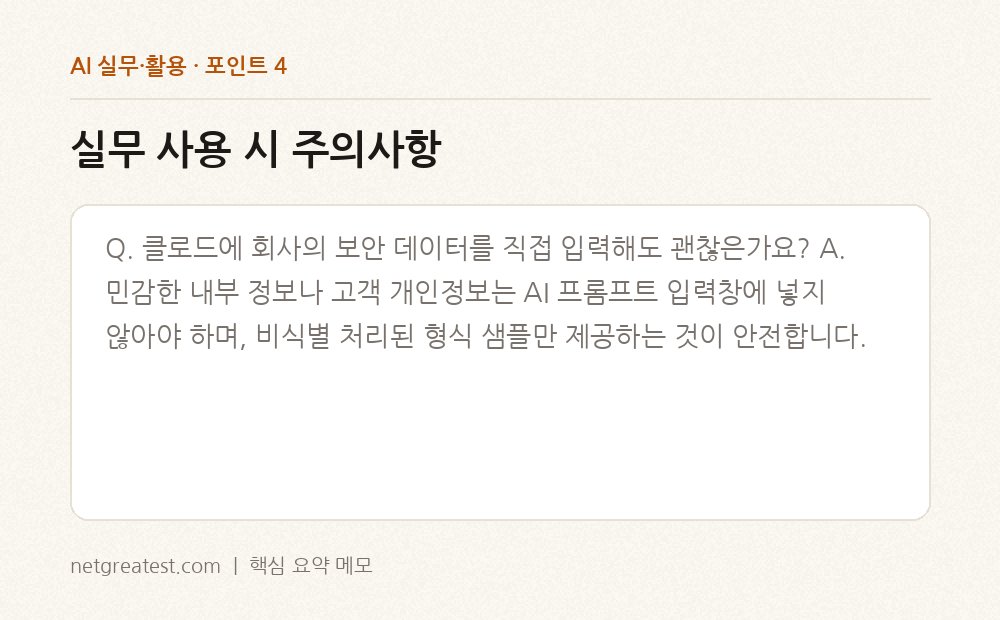 AI 실무·활용 · 포인트 4
실무 사용 시 주의사항
Q. 클로드에 회사의 보안 데이터를 직접 입력해도 괜찮은가요? A.
민감한 내부 정보나 고객 개인정보는 AI 프롬프트 입력창에 넣지
않아야 하며, 비식별 처리된 형식 샘플만 제공하는 것이 안전합니다.
netgreatest.com | 핵심 요약 메모